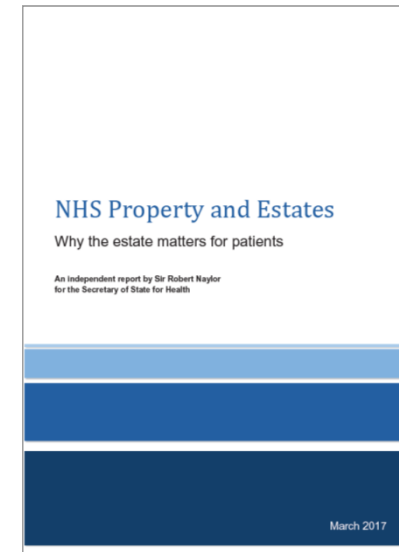 NHS Property and Estates
Why the estate matters for patients
An independent report by Sir Robert Naylor
for the Secretary of State for Health
March 2017